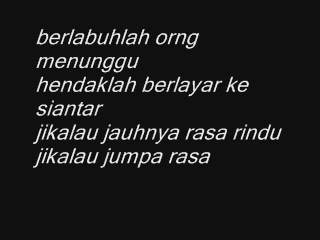 berlabuhlah orng
menunggu
hendaklah berlayar ke
siantar
jikalau jauhnya rasa rindu
jikalau jumpa rasa